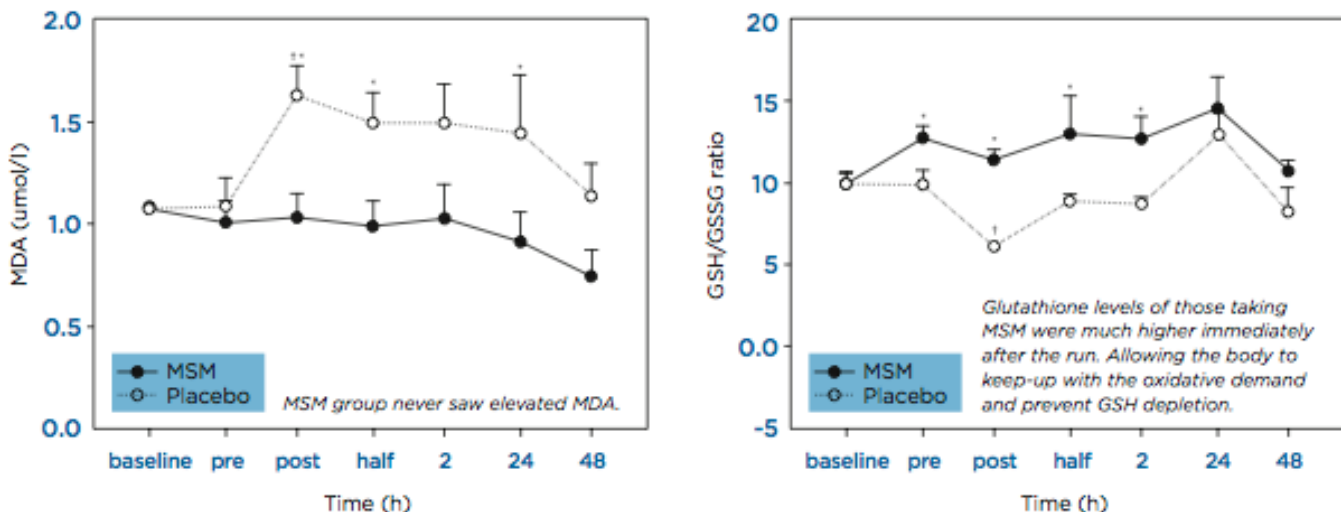 2.0
1.5
1.0
0.5
0.0
MDA (umol/l)
‡*
*
*
MSM
Placebo
MSM group never saw elevated MDA.
baseline pre post half 2 24 48
Time (h)
20
15
10
5
0.0
-5
GSH/GSSG ratio
*
*
*
*
†
Glutathione levels of those taking
MSM were much higher immediately
after the run. Allowing the body to
keep-up with the oxidative demand
and prevent GSH depletion.
MSM
Placebo
baseline pre post half 2 24 48
Time (h)